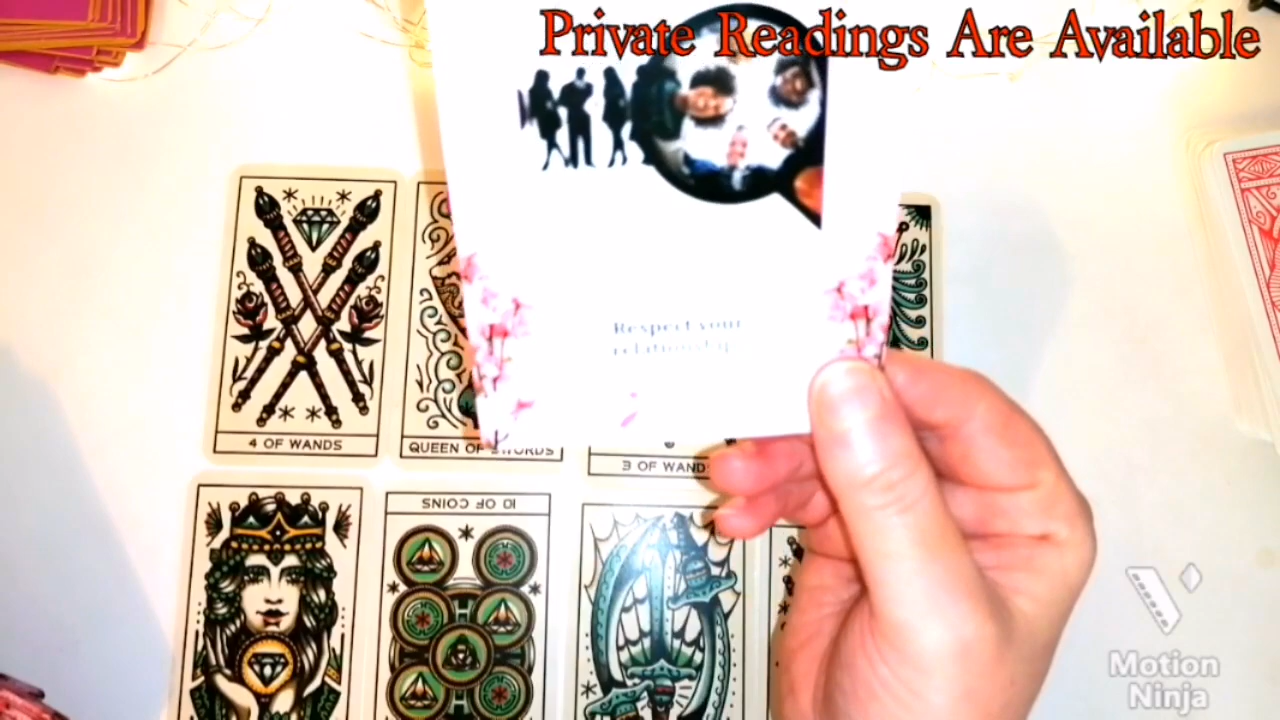 Private Readings Are Available
Respect your
relationship
4 OF WANDS
QUEEN OF SWORDS
3 OF WANDS
10 OF COINS
Motion
Ninja